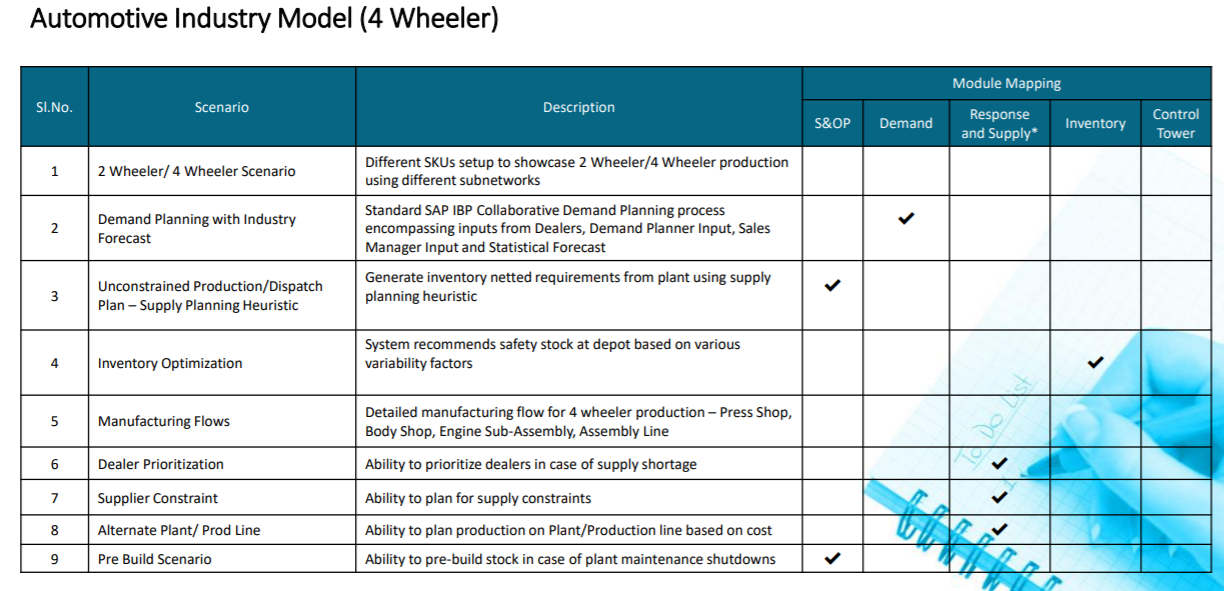 Automotive Industry Model (4 Wheeler)
Sl.No.
Scenario
Description
Module Mapping
S&OP
Demand
Response
and Supply*
Inventory
Control
Tower
1
2 Wheeler/ 4 Wheeler Scenario
Different SKUs setup to showcase 2 Wheeler/4 Wheeler production
using different subnetworks
2
Demand Planning with Industry
Forecast
Standard SAP IBP Collaborative Demand Planning process
encompassing inputs from Dealers, Demand Planner Input, Sales
Manager Input and Statistical Forecast
✔
3
Unconstrained Production/Dispatch
Plan – Supply Planning Heuristic
Generate inventory netted requirements from plant using supply
planning heuristic
✔
4
Inventory Optimization
System recommends safety stock at depot based on various
variability factors
✔
5
Manufacturing Flows
Detailed manufacturing flow for 4 wheeler production – Press Shop,
Body Shop, Engine Sub-Assembly, Assembly Line
6
Dealer Prioritization
Ability to prioritize dealers in case of supply shortage
✔
7
Supplier Constraint
Ability to plan for supply constraints
✔
8
Alternate Plant/ Prod Line
Ability to plan production on Plant/Production line based on cost
✔
9
Pre Build Scenario
Ability to pre-build stock in case of plant maintenance shutdowns
✔
To Do List